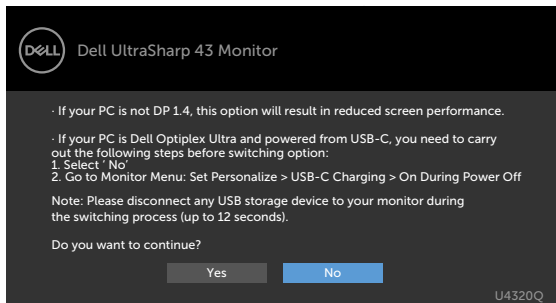 DELL Dell UltraSharp 43 Monitor
· If your PC is not DP 1.4, this option will result in reduced screen performance.
· If your PC is Dell Optiplex Ultra and powered from USB-C, you need to carry
out the following steps before switching option:
1. Select ‘ No’
2. Go to Monitor Menu: Set Personalize > USB-C Charging > On During Power Off
Note: Please disconnect any USB storage device to your monitor during
the switching process (up to 12 seconds).
Do you want to continue?
Yes No
U4320Q